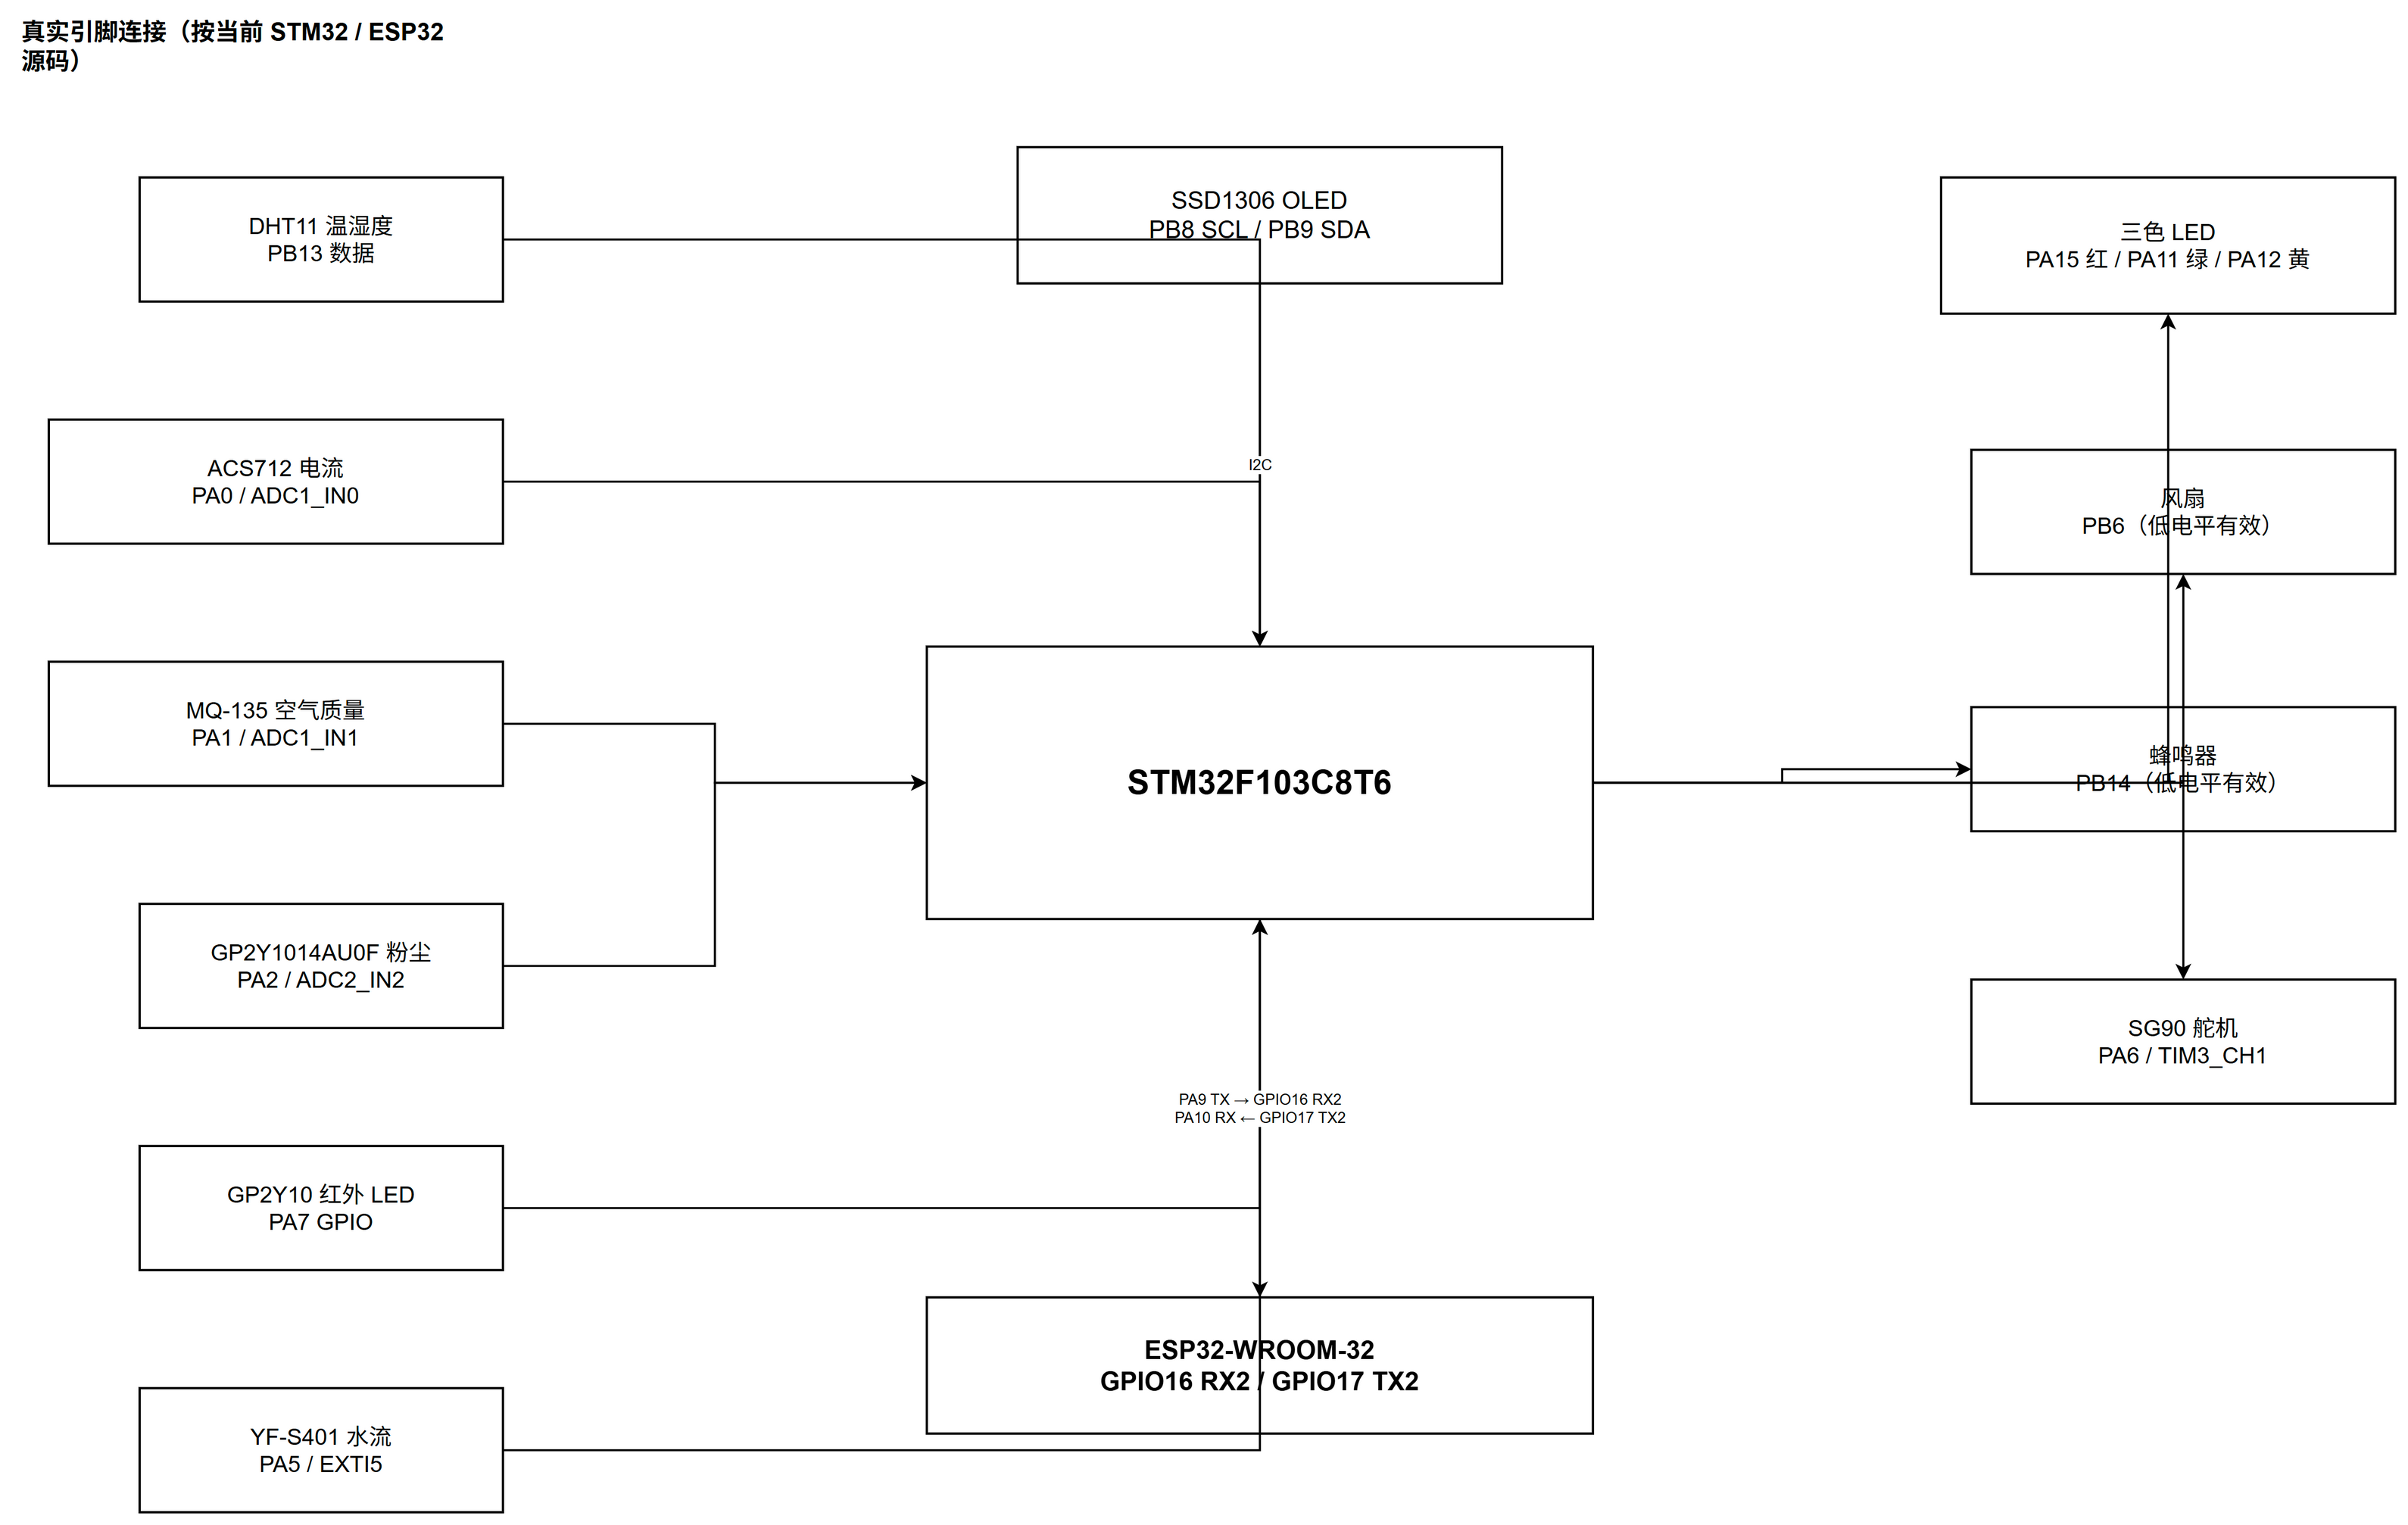 真实引脚连接（按当前 STM32 / ESP32
源码）
SSD1306 OLED
PB8 SCL / PB9 SDA
DHT11 温湿度
PB13 数据
三色 LED
PA15 红 / PA11 绿 / PA12 黄
I2C
ACS712 电流
PA0 / ADC1_IN0
风扇
PB6（低电平有效）
MQ-135 空气质量
PA1 / ADC1_IN1
STM32F103C8T6
蜂鸣器
PB14（低电平有效）
GP2Y1014AU0F 粉尘
PA2 / ADC2_IN2
SG90 舵机
PA6 / TIM3_CH1
PA9 TX → GPIO16 RX2
PA10 RX ← GPIO17 TX2
GP2Y10 红外 LED
PA7 GPIO
ESP32-WROOM-32
GPIO16 RX2 / GPIO17 TX2
YF-S401 水流
PA5 / EXTI5